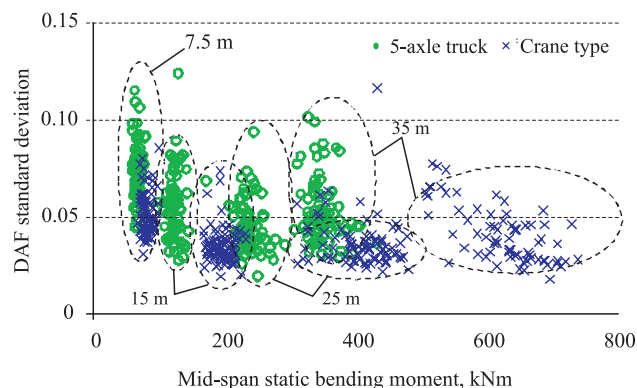 0.15
7.5 m
5-axle truck
Crane type
0.10
35 m
DAF standard deviation
0.05
15 m
25 m
0
0
200
400
600
800
Mid-span static bending moment, kNm